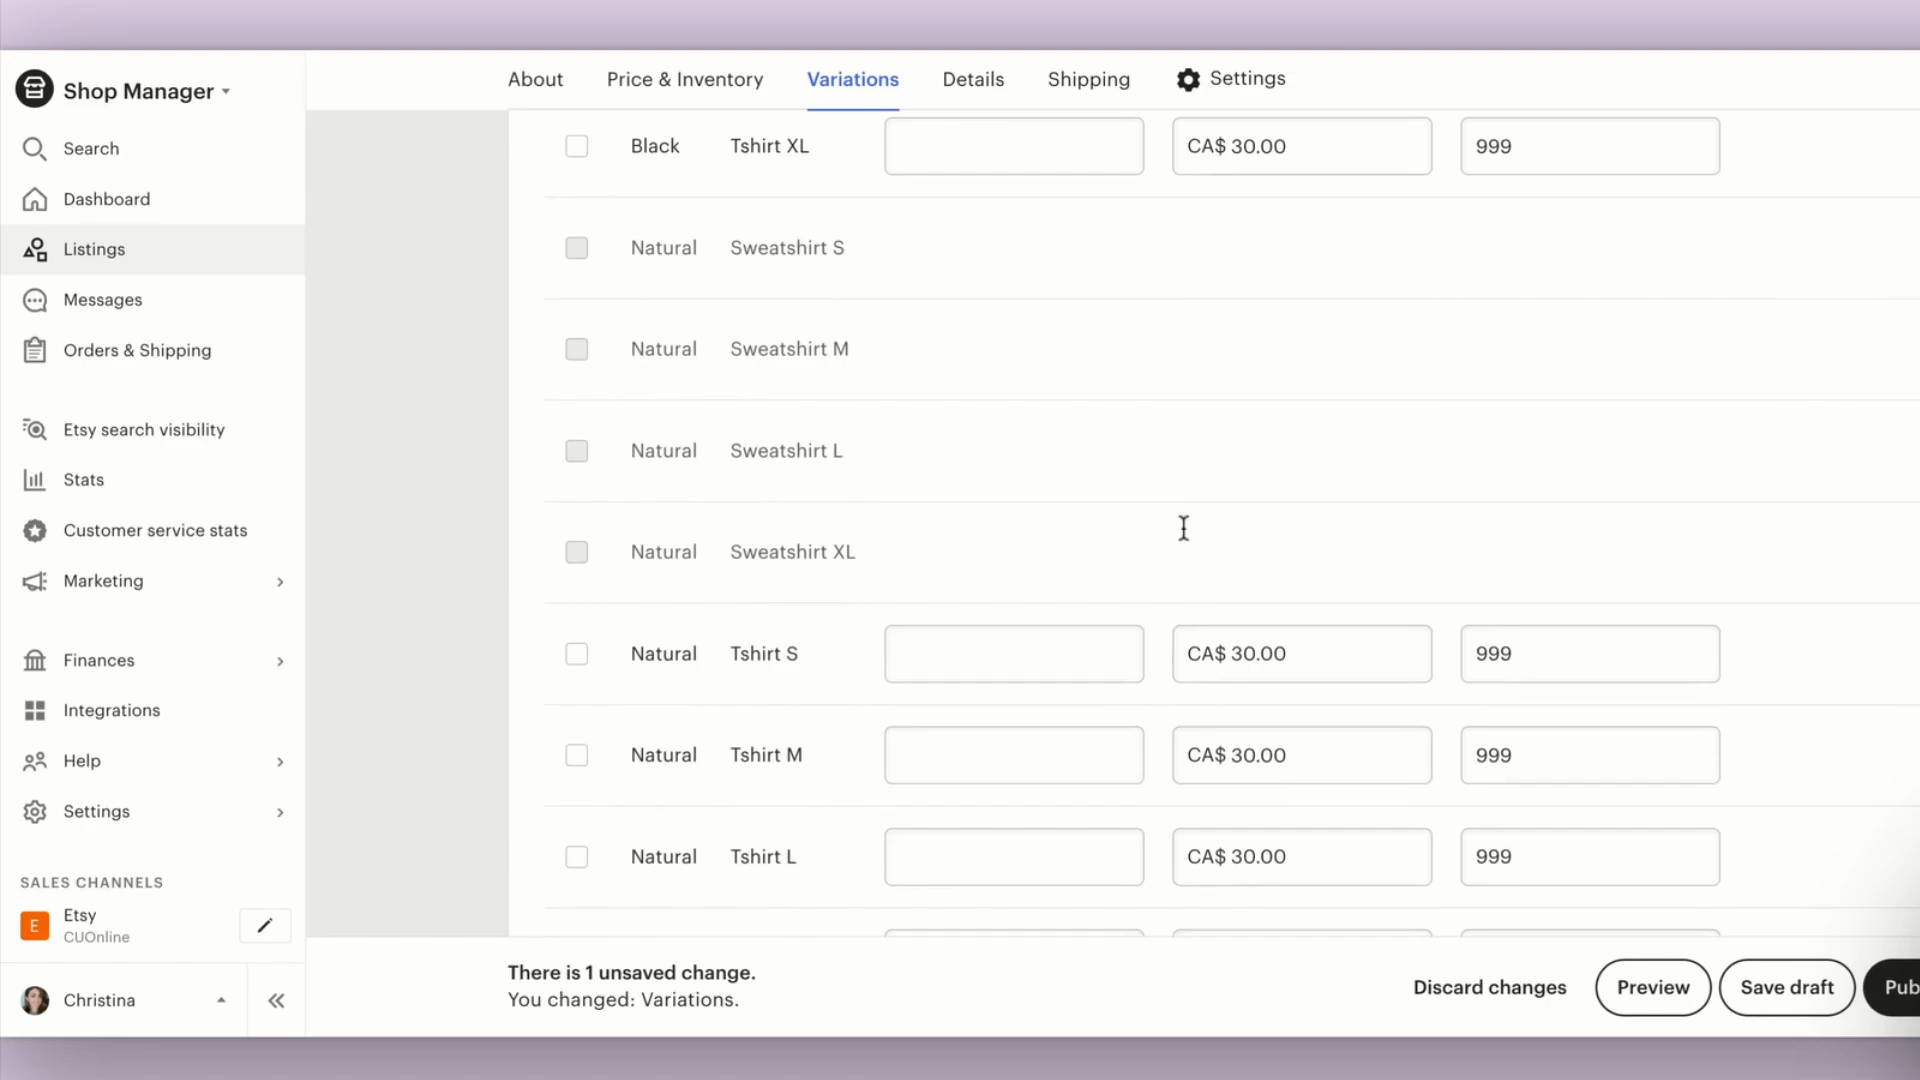 Shop Manager
Search
Dashboard
Listings
Messages
Orders & Shipping
Etsy search visibility
Stats
Customer service stats
Marketing
Finances
Integrations
Help
Settings
SALES CHANNELS
E
Etsy
CUOnline
Christina
About Price & Inventory Variations Details Shipping Settings
Black Tshirt XL CA$ 30.00 999
Natural Sweatshirt S
Natural Sweatshirt M
Natural Sweatshirt L
Natural Sweatshirt XL
Natural Tshirt S CA$ 30.00 999
Natural Tshirt M CA$ 30.00 999
Natural Tshirt L CA$ 30.00 999
There is 1 unsaved change.
You changed: Variations.
Discard changes Preview Save draft Pub